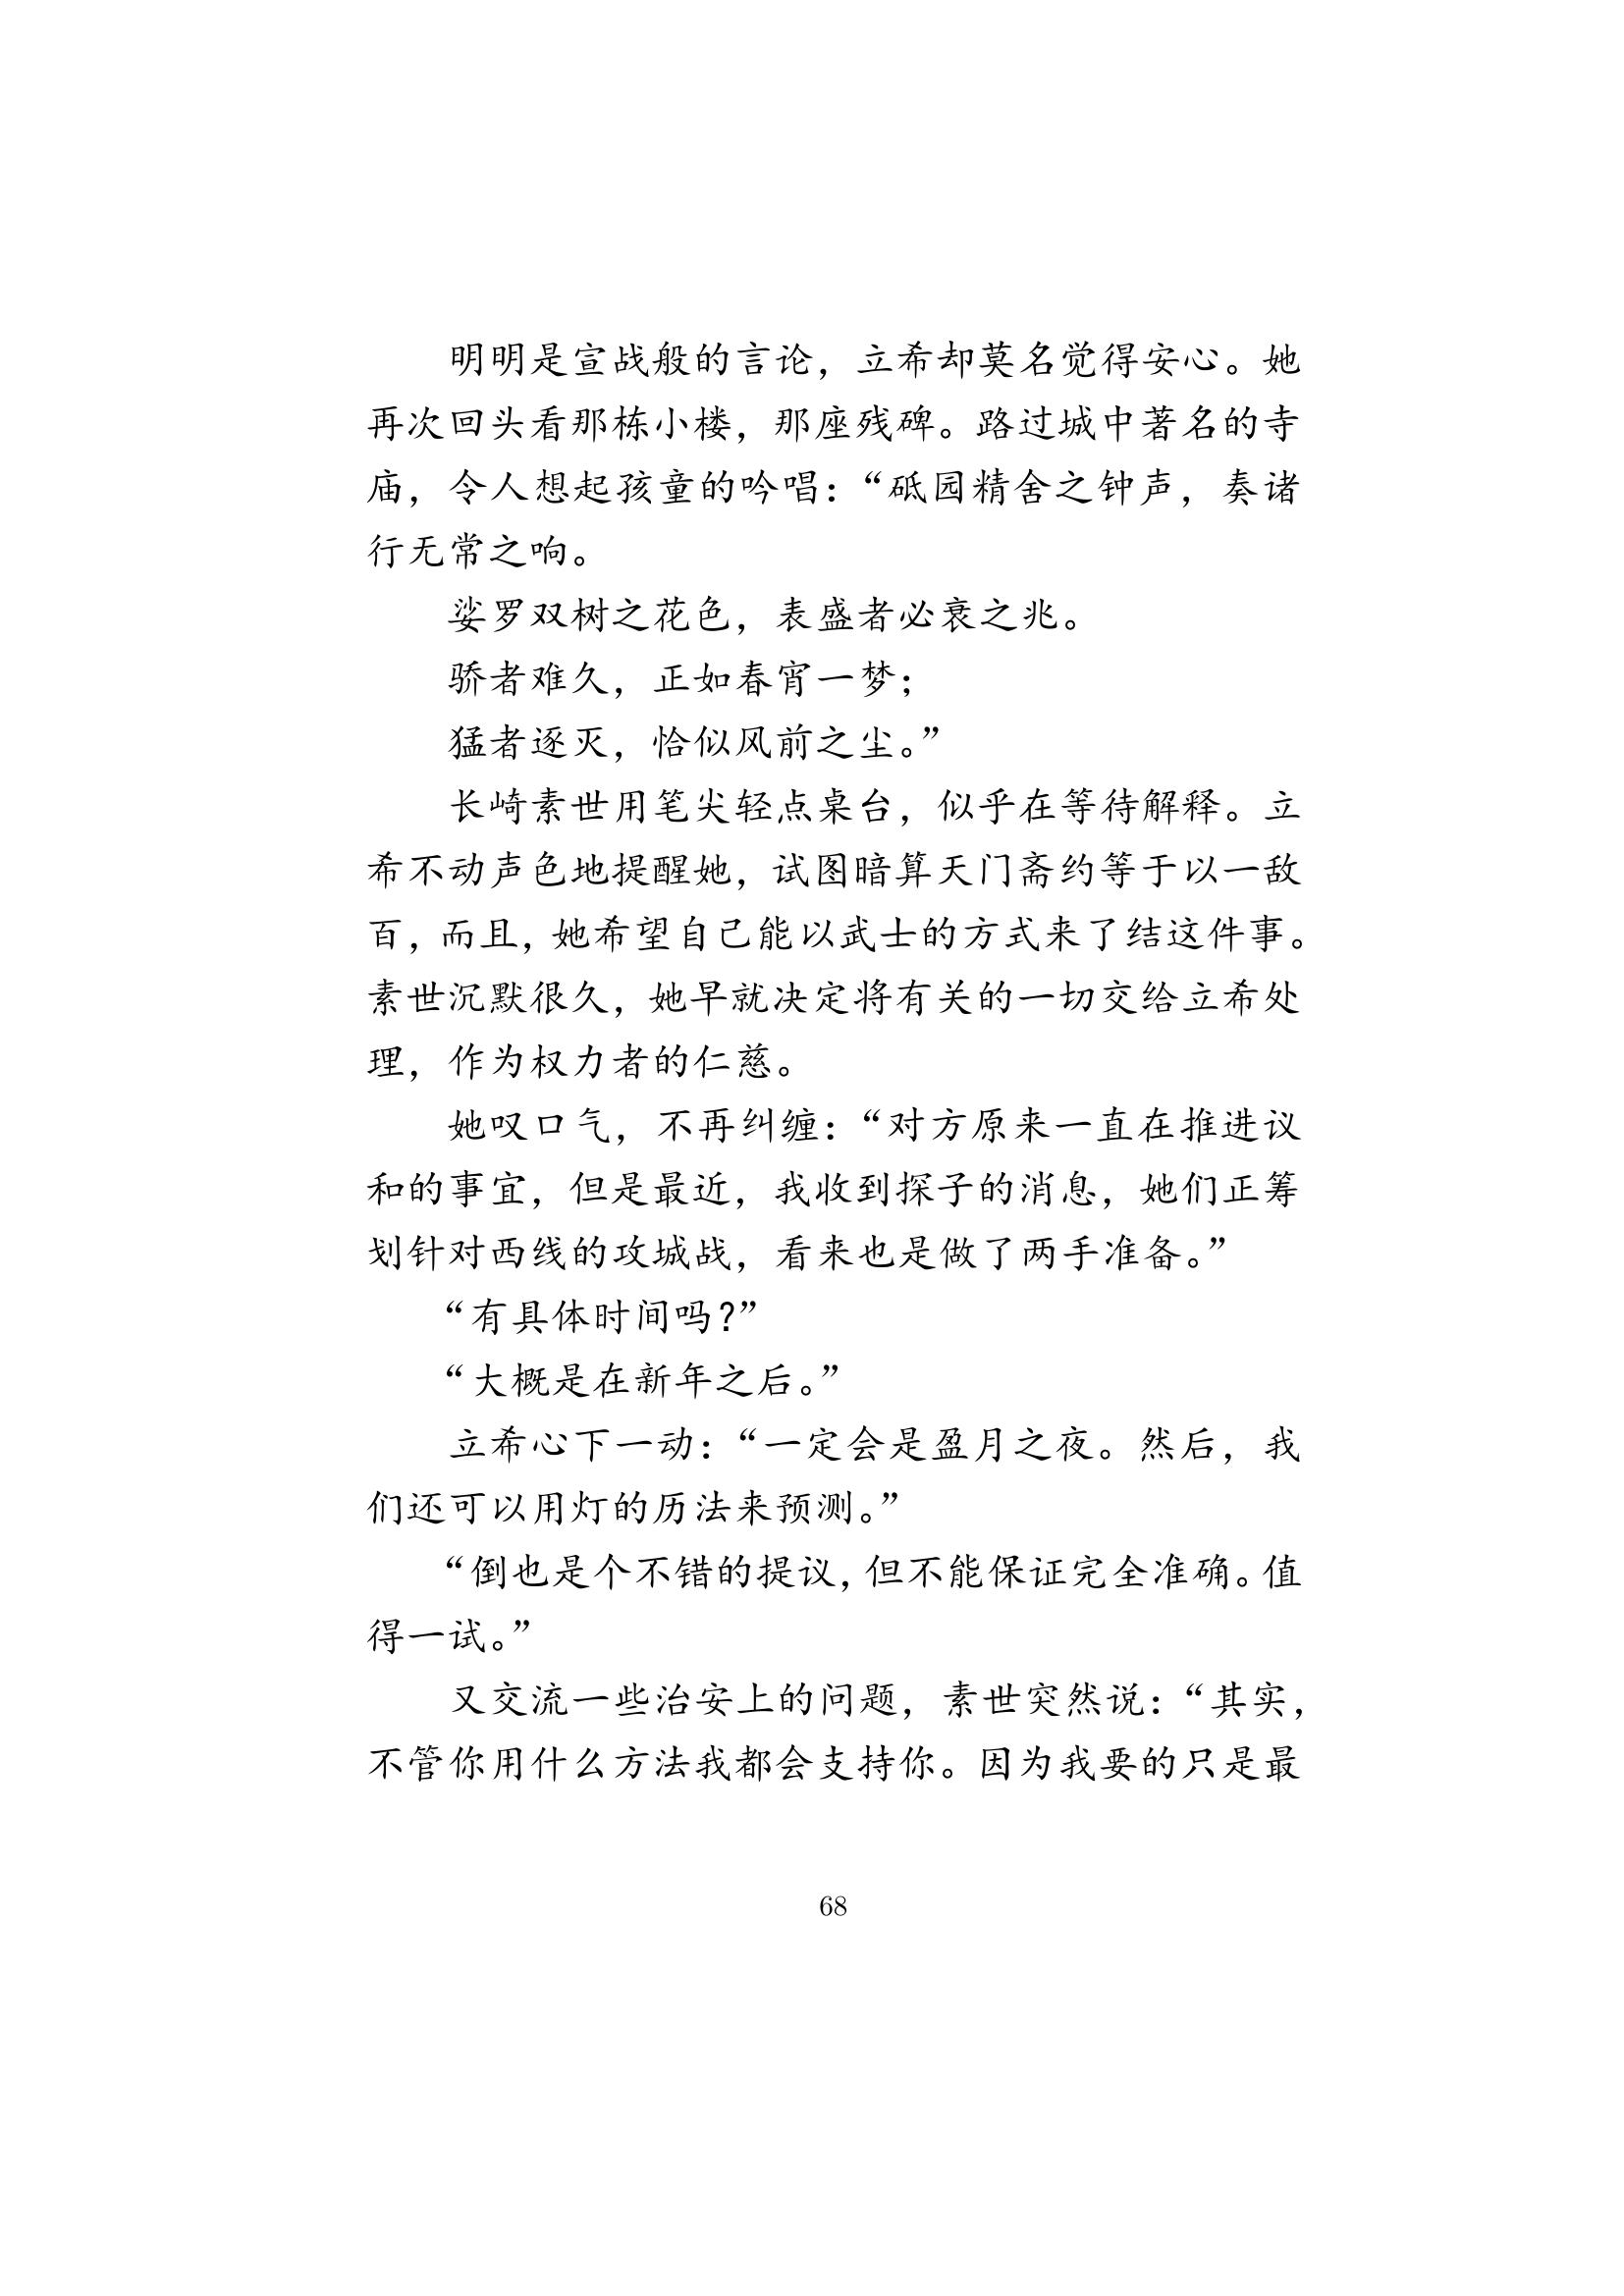 明明是宣战般的言论，立希却莫名觉得安心。她
再次回头看那栋小楼，那座残碑。路过城中著名的寺
庙，令人想起孩童的吟唱：“砥园精舍之钟声，奏诸
行无常之响。
娑罗双树之花色，表盛者必衰之兆。
骄者难久，正如春宵一梦；
猛者逐灭，恰似风前之尘。”
长崎素世用笔尖轻点桌台，似乎在等待解释。立
希不动声色地提醒她，试图暗算天门斋约等于以一敌
百，而且，她希望自己能以武士的方式来了结这件事。
素世沉默很久，她早就决定将有关的一切交给立希处
理，作为权力者的仁慈。
她叹口气，不再纠缠：“对方原来一直在推进议
和的事宜，但是最近，我收到探子的消息，她们正筹
划针对西线的攻城战，看来也是做了两手准备。”
“有具体时间吗？”
“大概是在新年之后。”
立希心下一动：“一定会是盈月之夜。然后，我
们还可以用灯的历法来预测。”
“倒也是个不错的提议，但不能保证完全准确。值
得一试。”
又交流一些治安上的问题，素世突然说：“其实，
不管你用什么方法我都会支持你。因为我要的只是最
68